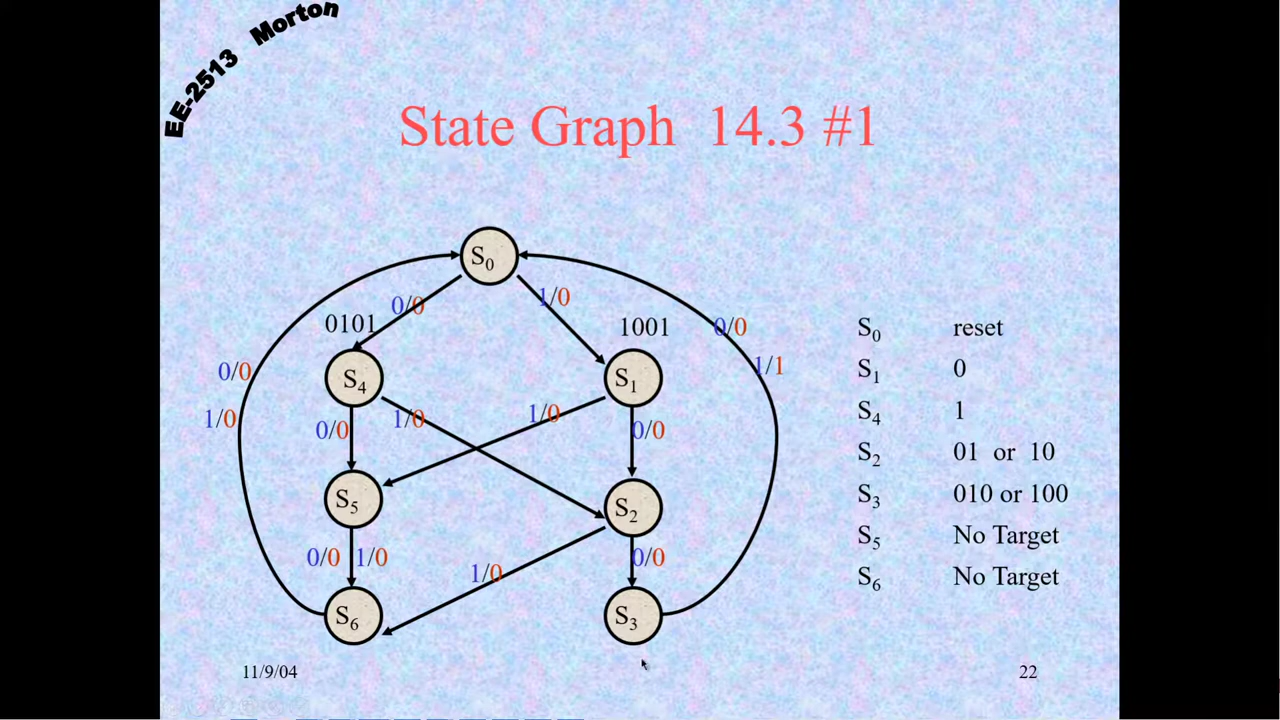 EE-2513 Morton
State Graph 14.3 #1
S0
0/0
1/0
0101
1001
0/0
1/1
S4
S1
0/0
1/0
0/0
1/0
1/0
0/0
S5
S2
0/0
1/0
1/0
0/0
S6
S3
S0 reset
S1 0
S4 1
S2 01 or 10
S3 010 or 100
S5 No Target
S6 No Target
11/9/04
22